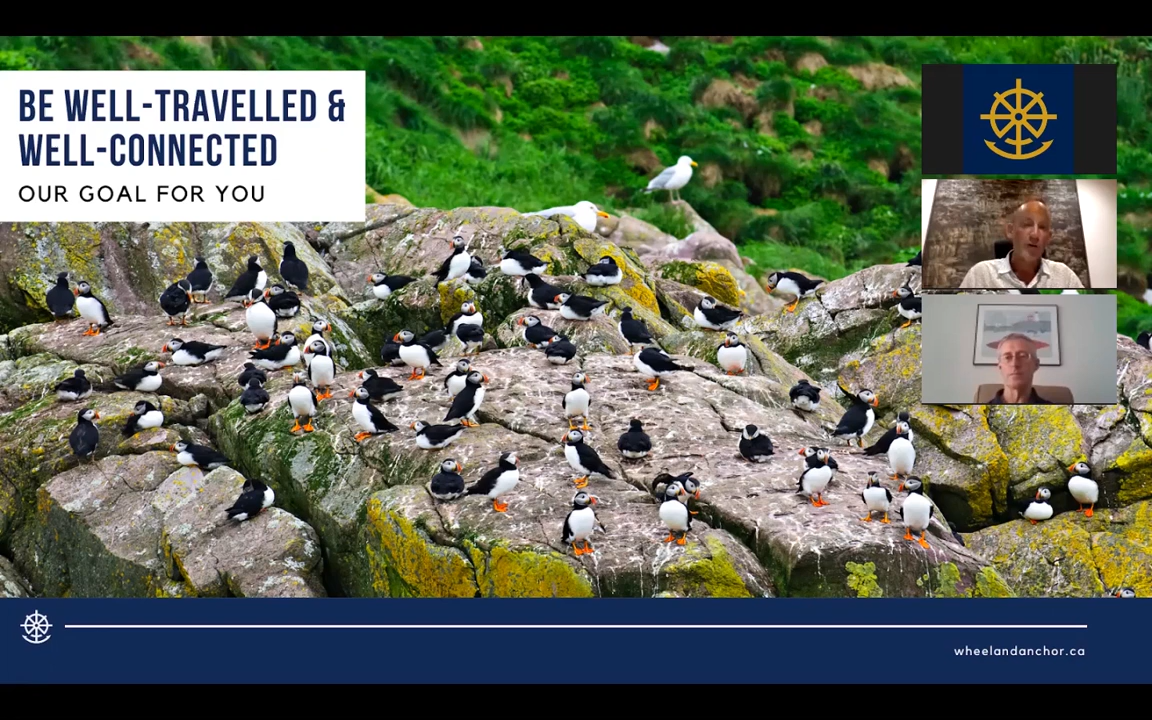 BE WELL-TRAVELLED &
WELL-CONNECTED
OUR GOAL FOR YOU
wheelandanchor.ca